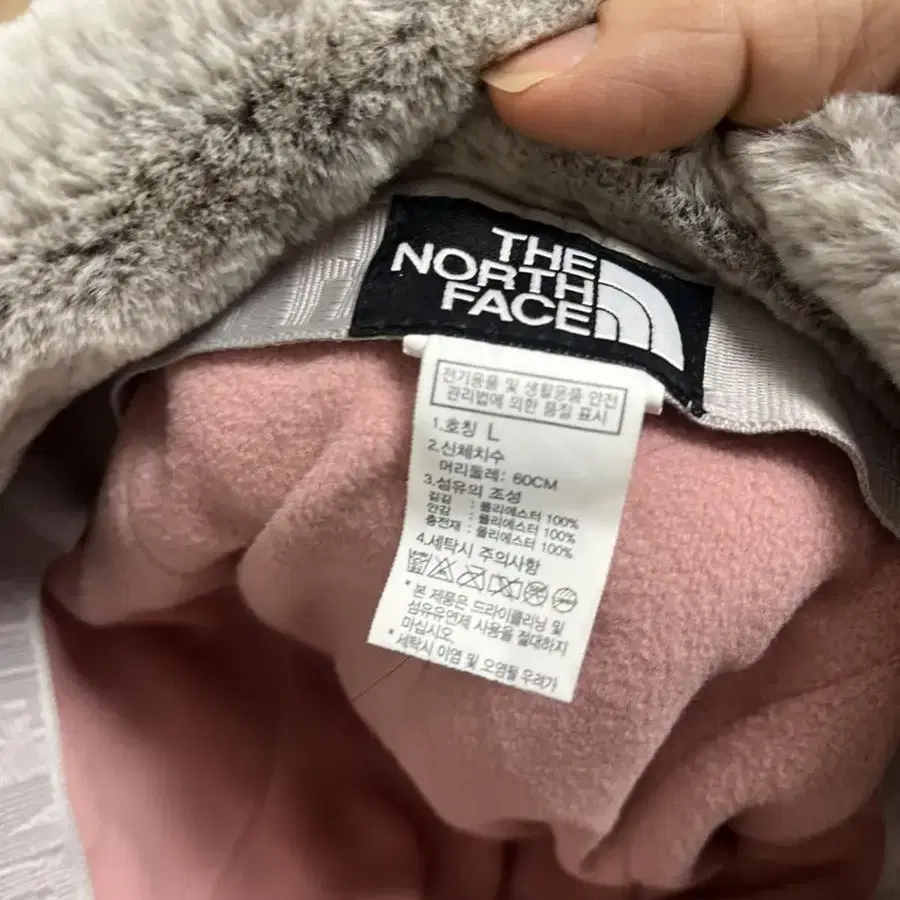 THE
NORTH
FACE
전기용품 및 생활용품 안전
관리법에 의한 품질 표시
1.호칭 L
2.신체치수
머리둘레: 60CM
3.섬유의 조성
겉감 : 폴리에스터 100%
안감 : 폴리에스터 100%
충전재 : 폴리에스터 100%
4.세탁시 주의사항
* 본 제품은 드라이클리닝 및
섬유유연제 사용을 절대하지
마십시오
* 세탁시 이염 및 오염될 우려가